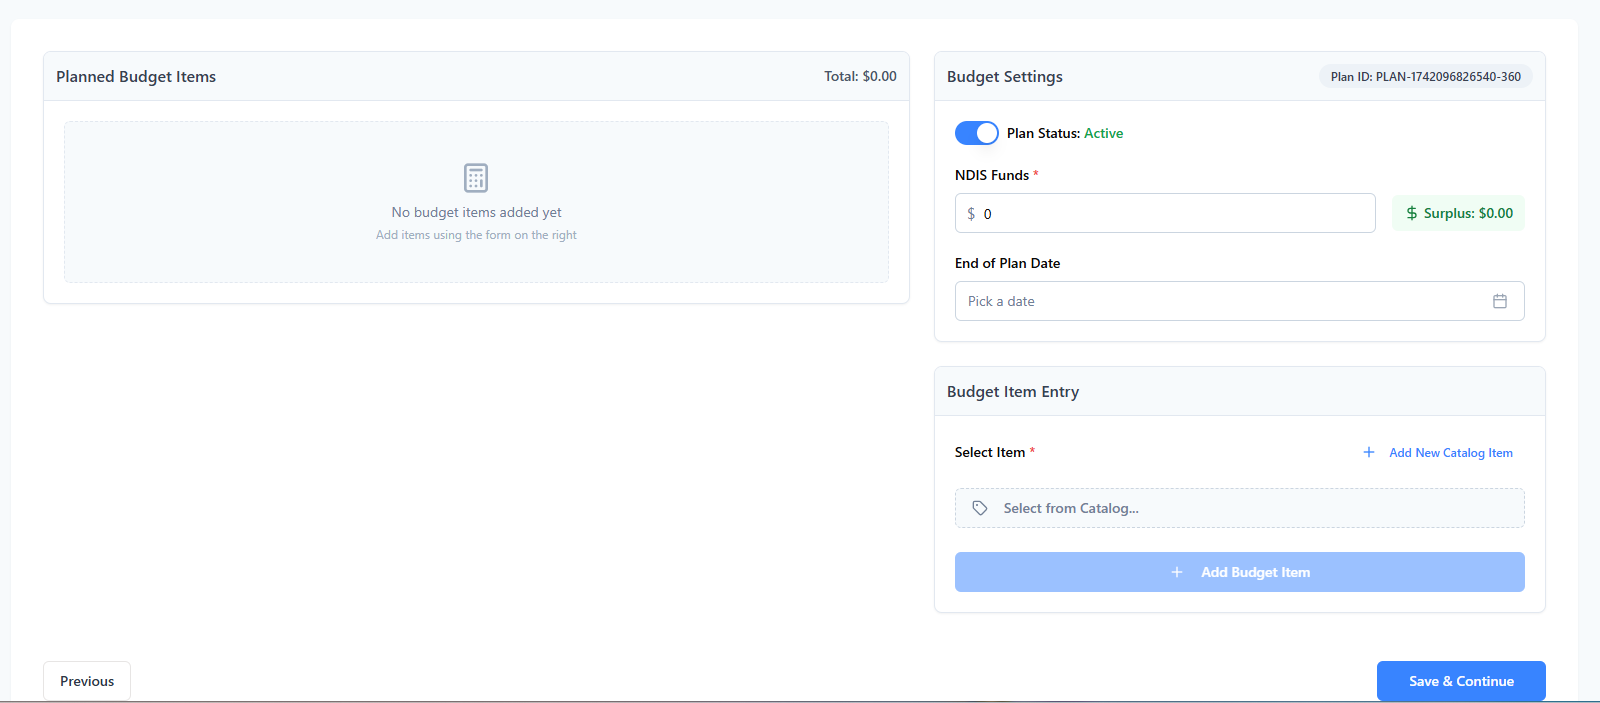 Planned Budget Items
Total: $0.00
No budget items added yet
Add items using the form on the right
Budget Settings
Plan ID: PLAN-1742096826540-360
Plan Status: Active
NDIS Funds *
$ 0
$ Surplus: $0.00
End of Plan Date
Pick a date
Budget Item Entry
Select Item *
+ Add New Catalog Item
Select from Catalog...
+ Add Budget Item
Previous
Save & Continue